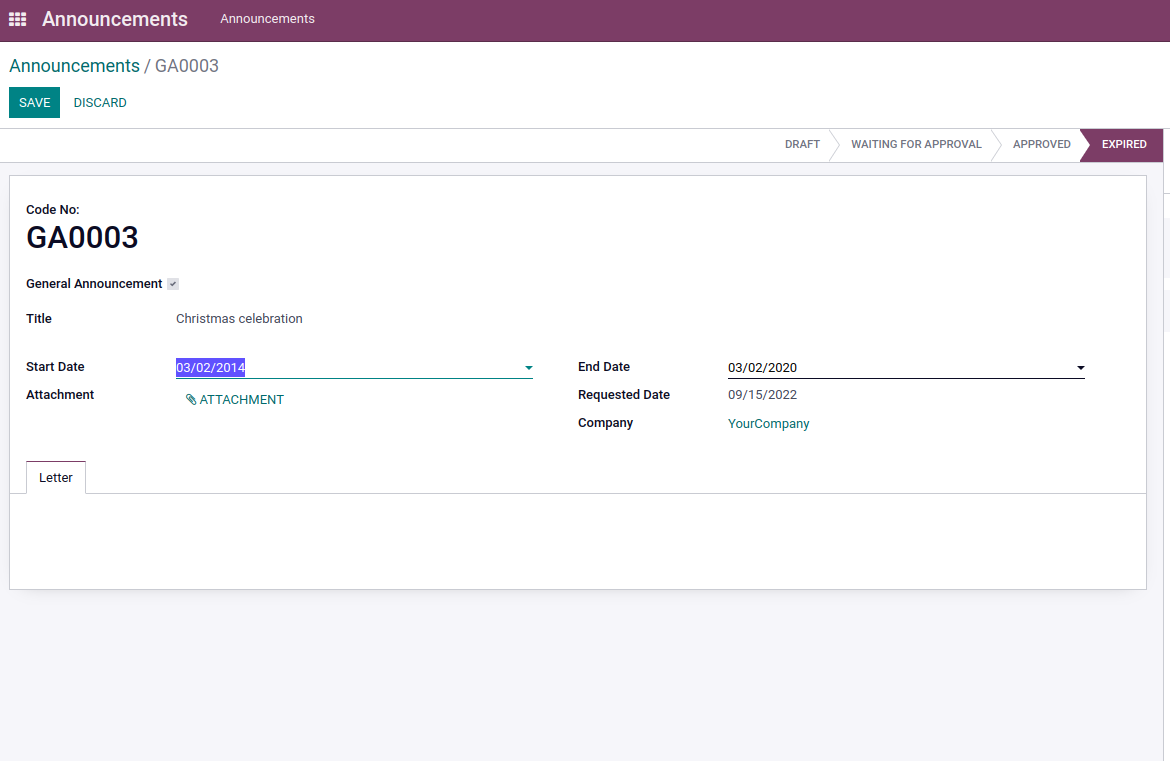 Announcements Announcements
Announcements / GA0003
SAVE DISCARD
DRAFT WAITING FOR APPROVAL APPROVED EXPIRED
Code No:
GA0003
General Announcement
Title Christmas celebration
Start Date 03/02/2014 End Date 03/02/2020
Attachment ATTACHMENT Requested Date 09/15/2022
Company YourCompany
Letter